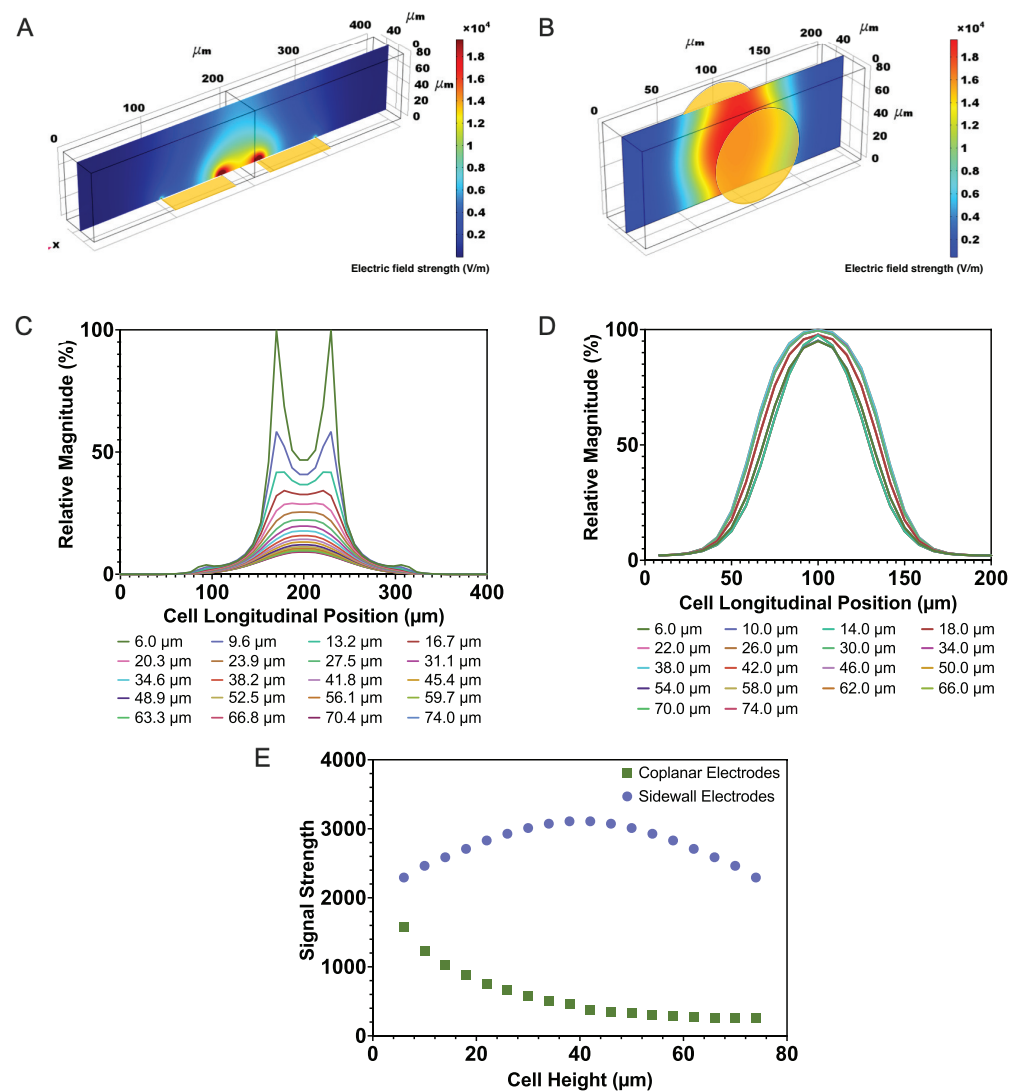 A
μm
400
40
μm
300
200
100
0
0
80
60
μm
40
20
0
x
×10⁴
1.8
1.6
1.4
1.2
1
0.8
0.6
0.4
0.2
Electric field strength (V/m)
B
μm
200
40
150
100
50
0
0
80
60
40
μm
20
0
×10⁴
1.8
1.6
1.4
1.2
1
0.8
0.6
0.4
0.2
Electric field strength (V/m)
C
Relative Magnitude (%)
100
50
0
0 100 200 300 400
Cell Longitudinal Position (µm)
6.0 µm 9.6 µm 13.2 µm 16.7 µm
20.3 µm 23.9 µm 27.5 µm 31.1 µm
34.6 µm 38.2 µm 41.8 µm 45.4 µm
48.9 µm 52.5 µm 56.1 µm 59.7 µm
63.3 µm 66.8 µm 70.4 µm 74.0 µm
D
Relative Magnitude (%)
100
50
0
0 50 100 150 200
Cell Longitudinal Position (µm)
6.0 µm 10.0 µm 14.0 µm 18.0 µm
22.0 µm 26.0 µm 30.0 µm 34.0 µm
38.0 µm 42.0 µm 46.0 µm 50.0 µm
54.0 µm 58.0 µm 62.0 µm 66.0 µm
70.0 µm 74.0 µm
E
Signal Strength
4000
3000
2000
1000
0
Coplanar Electrodes
Sidewall Electrodes
0 20 40 60 80
Cell Height (µm)